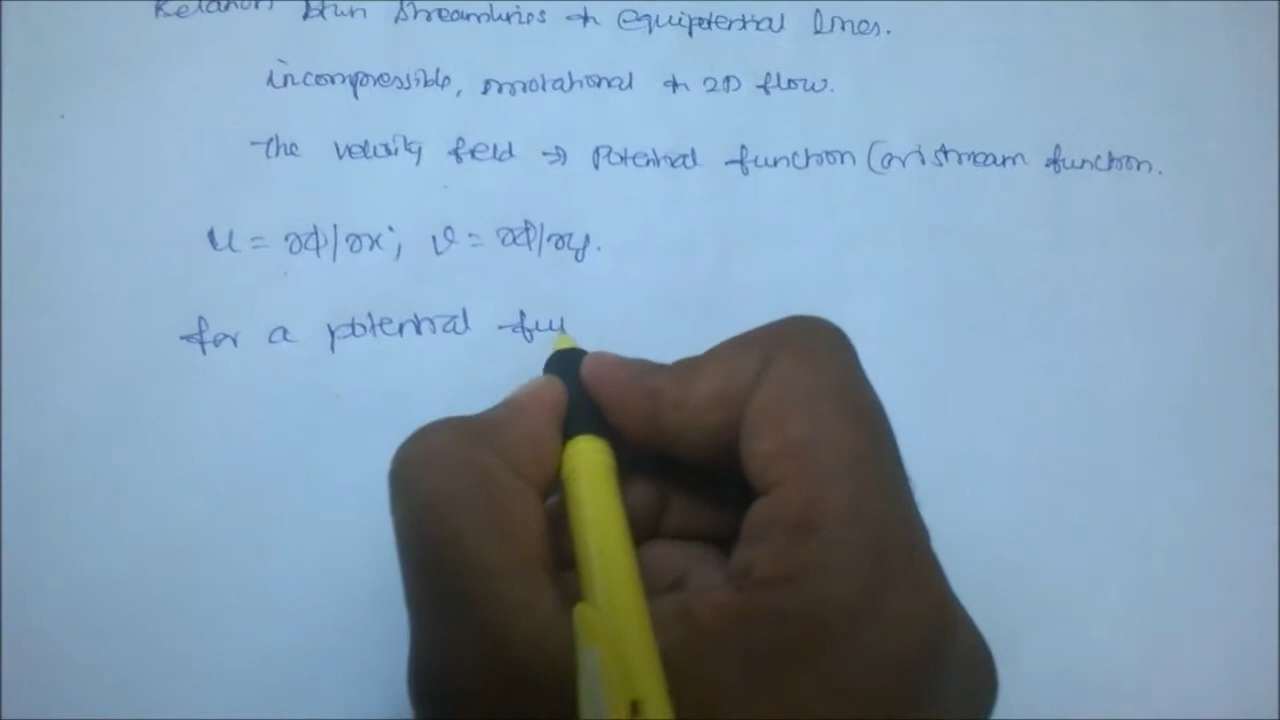 Relation btwn Streamlines & equipotential lines.
incompressible, irrotational & 2D flow.
The velocity field → Potential function (or) stream function.
u = ∂ϕ/∂x; v = ∂ϕ/∂y.
for a potential fun